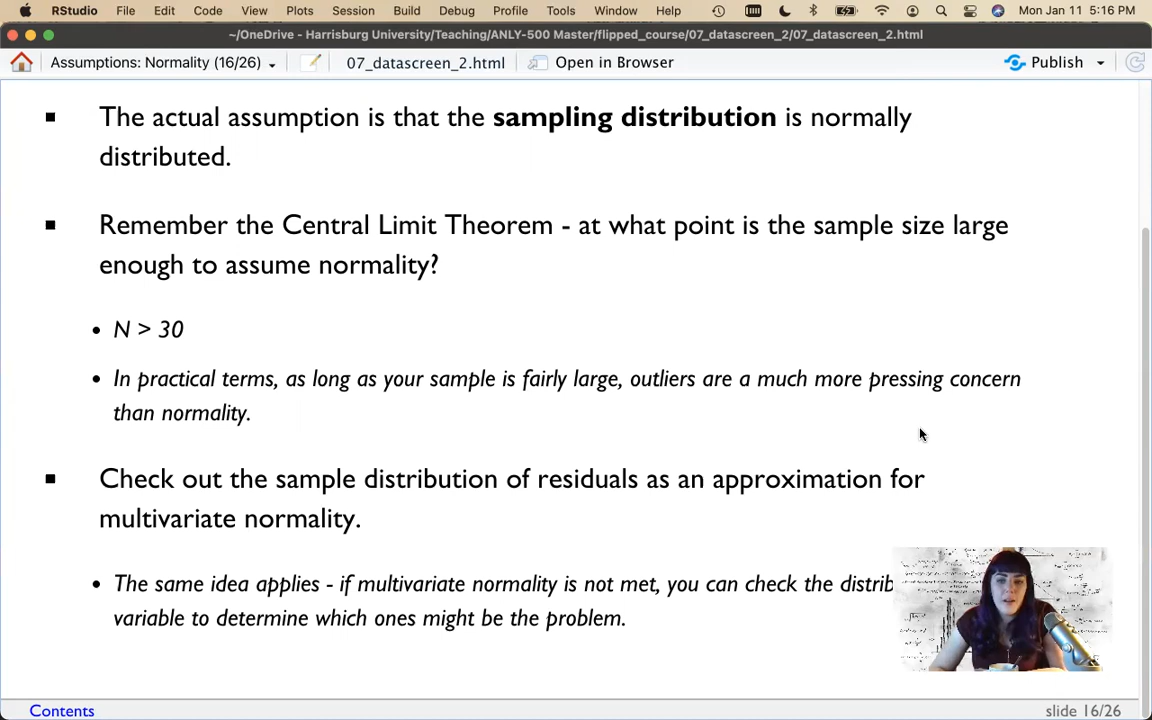 RStudio File Edit Code View Plots Session Build Debug Profile Tools Window Help Mon Jan 11 5:16 PM
~/OneDrive - Harrisburg University/Teaching/ANLY-500 Master/flipped_course/07_datascreen_2/07_datascreen_2.html
Assumptions: Normality (16/26) 07_datascreen_2.html Open in Browser Publish
The actual assumption is that the sampling distribution is normally
distributed.
Remember the Central Limit Theorem - at what point is the sample size large
enough to assume normality?
N > 30
In practical terms, as long as your sample is fairly large, outliers are a much more pressing concern
than normality.
Check out the sample distribution of residuals as an approximation for
multivariate normality.
The same idea applies - if multivariate normality is not met, you can check the distrib
variable to determine which ones might be the problem.
Contents slide 16/26